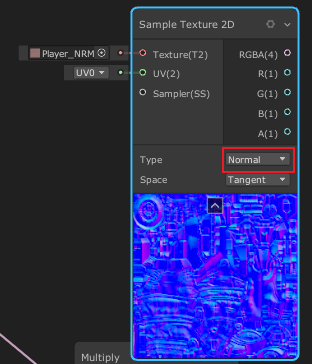 Sample Texture 2D
Player_NRM
Texture(T2)
RGBA(4)
UV0
UV(2)
R(1)
Sampler(SS)
G(1)
B(1)
A(1)
Type
Normal
Space
Tangent
Multiply